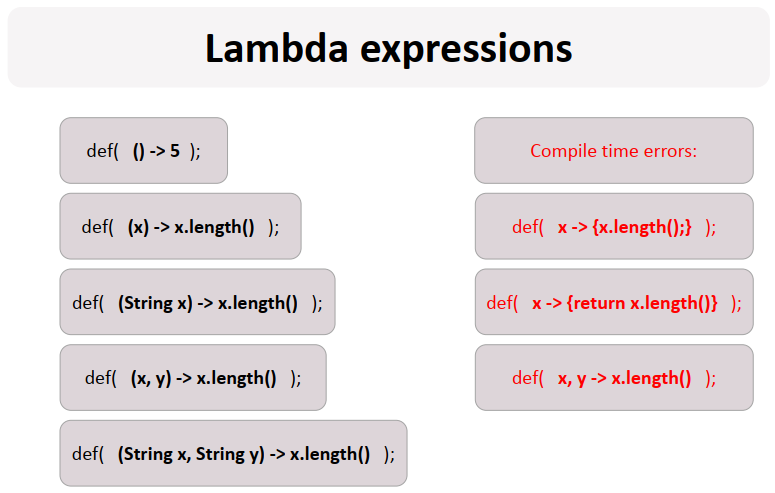 Lambda expressions
def( () -> 5 );
def( (x) -> x.length() );
def( (String x) -> x.length() );
def( (x, y) -> x.length() );
def( (String x, String y) -> x.length() );
Compile time errors:
def( x -> {x.length();} );
def( x -> {return x.length()} );
def( x, y -> x.length() );